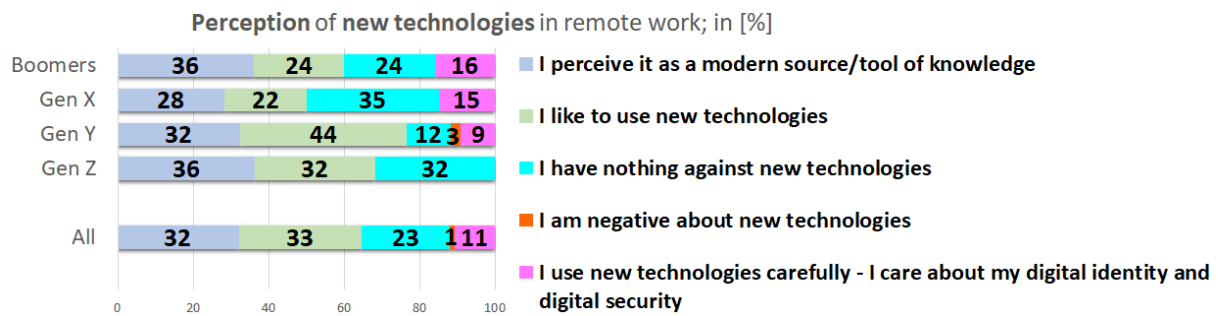 Perception of new technologies in remote work; in [%]
Boomers 36 24 24 16
Gen X 28 22 35 15
Gen Y 32 44 12 3 9
Gen Z 36 32 32
All 32 33 23 1 11
0 20 40 60 80 100
I perceive it as a modern source/tool of knowledge
I like to use new technologies
I have nothing against new technologies
I am negative about new technologies
I use new technologies carefully - I care about my digital identity and
digital security